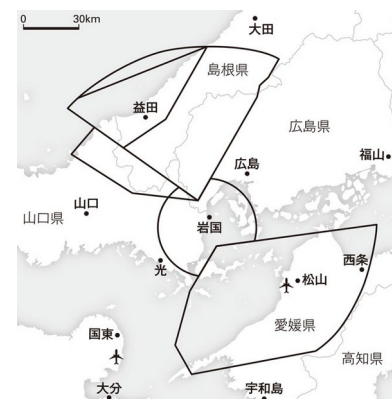 0 30km
大田
島根県
益田
広島県
広島
福山
山口
山口県
岩国
光
西条
松山
愛媛県
国東
高知県
大分
宇和島